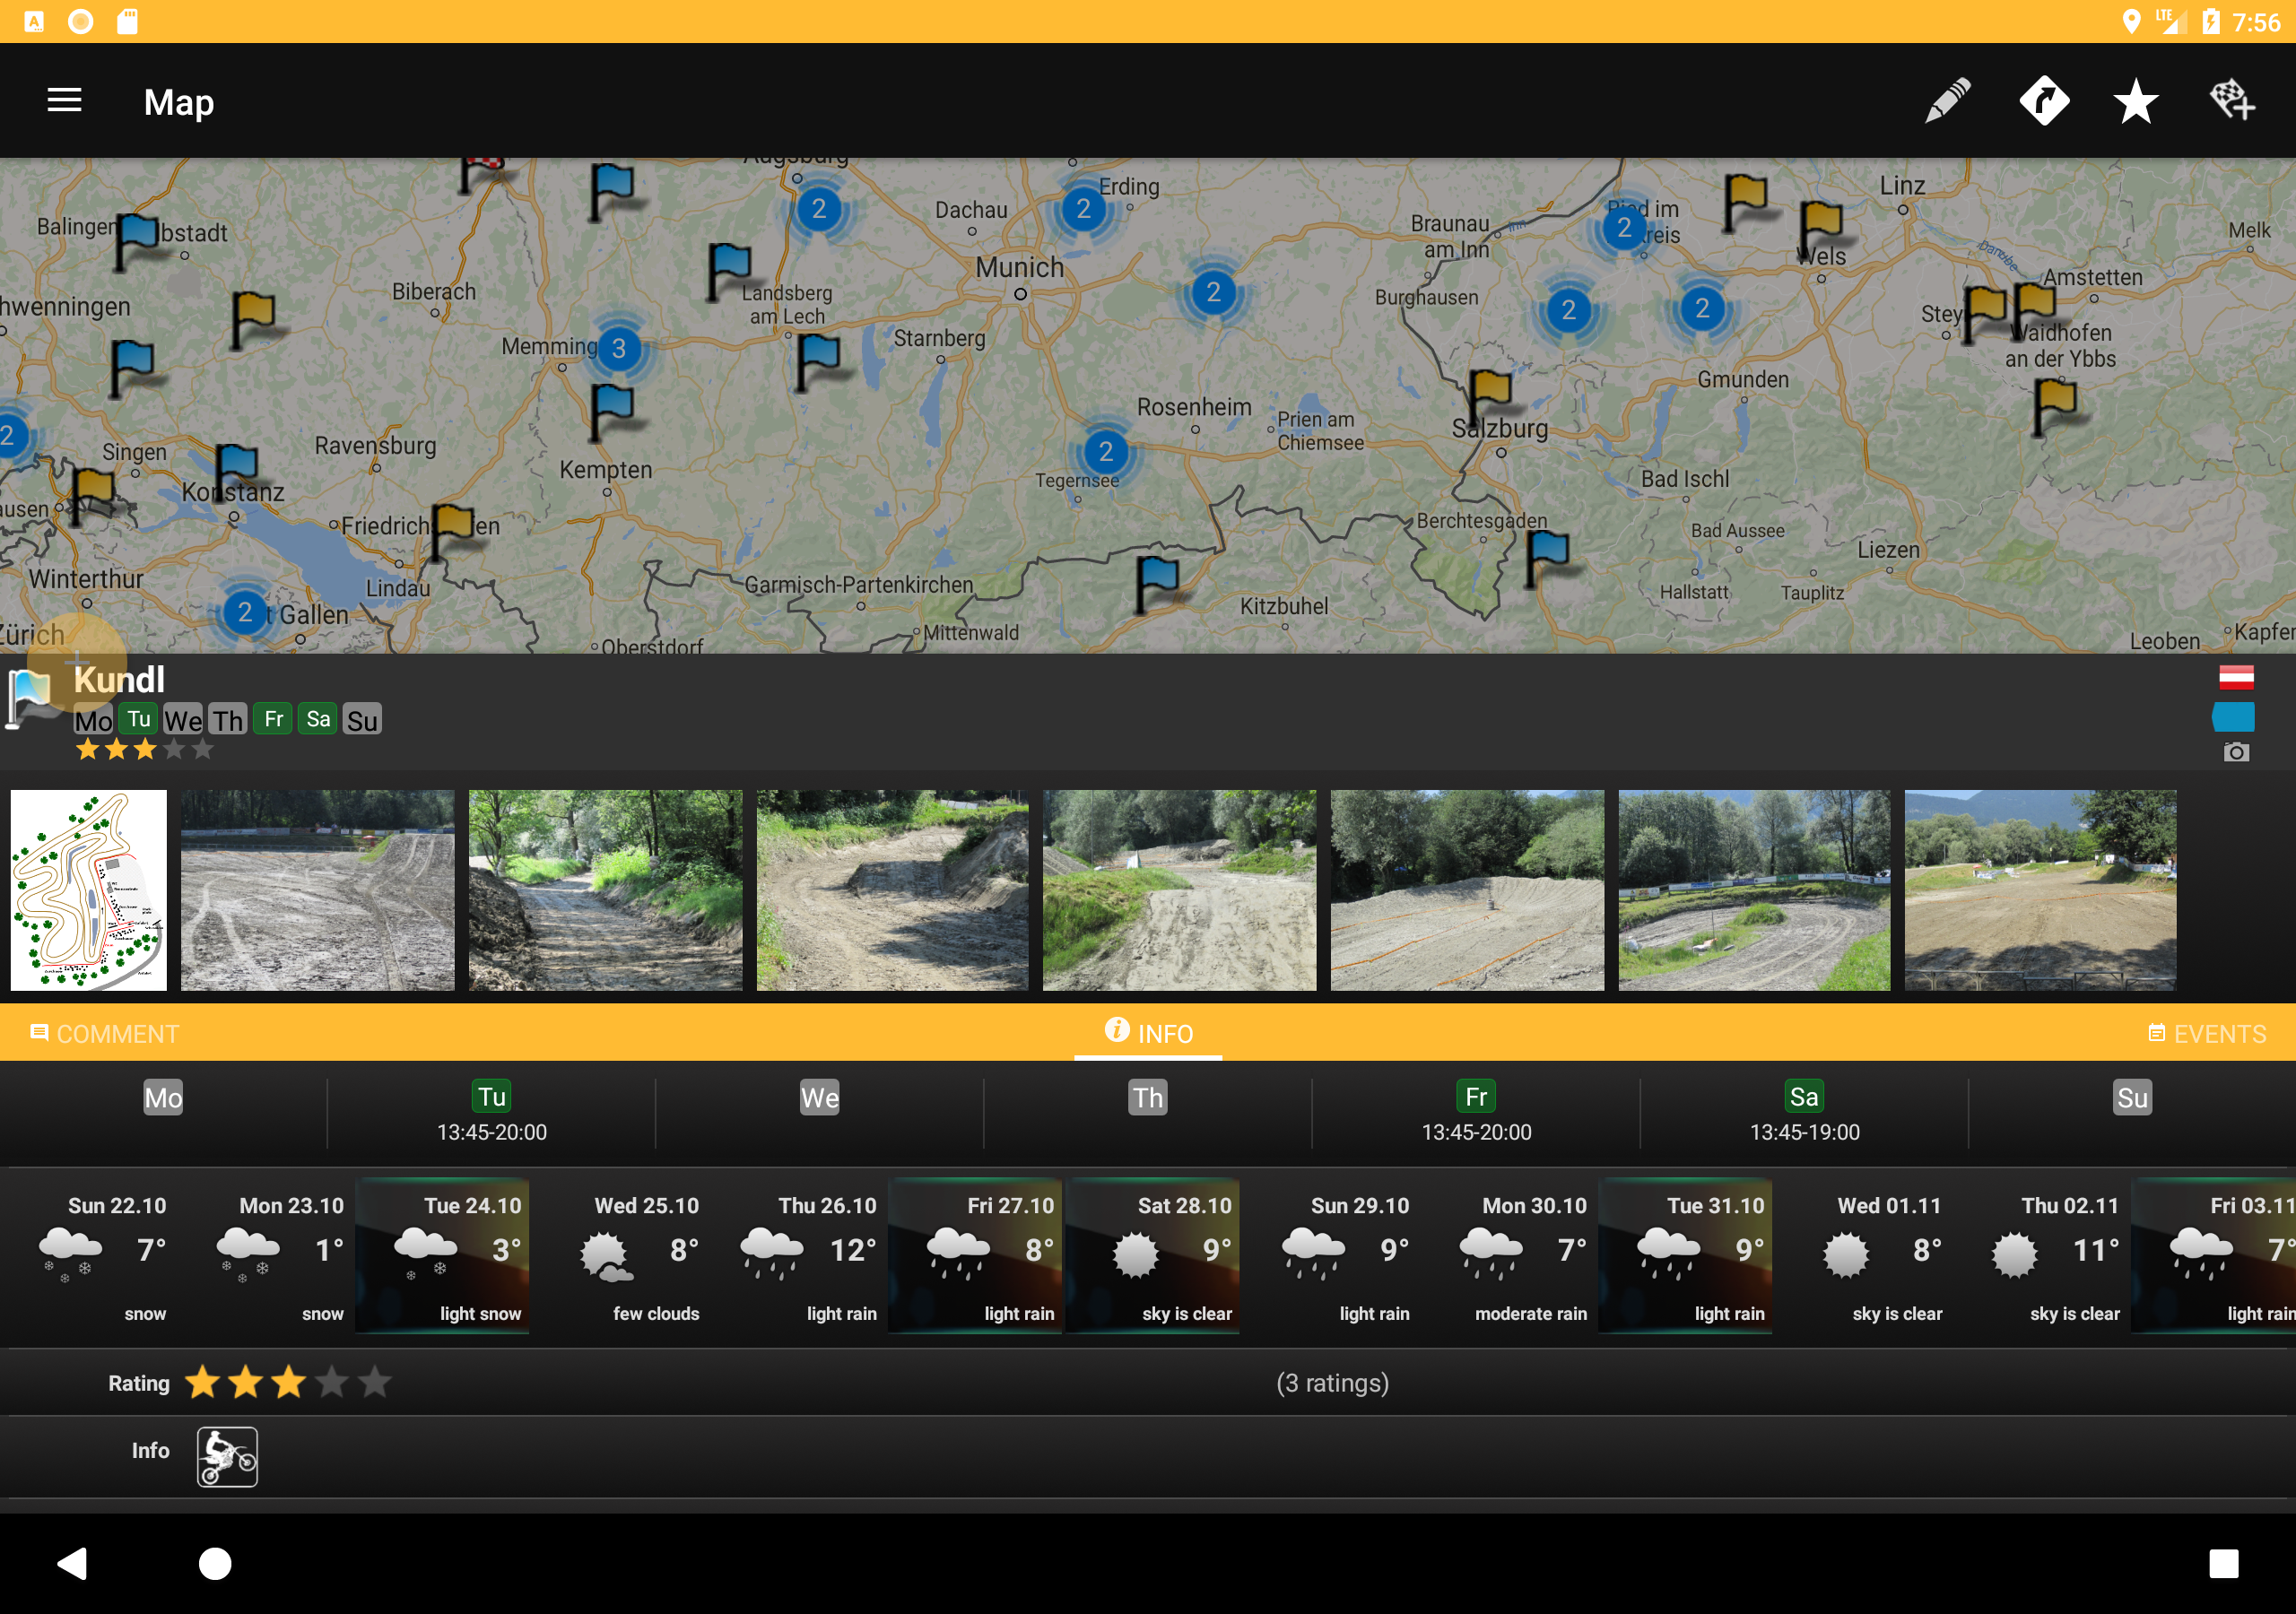 7:56
LTE
Map
Augsburg
Erding
Linz
Balingen
bstadt
Dachau
Braunau
am Inn
Inn
Ried im
reis
Melk
Munich
Danube
Wels
Amstetten
hwenningen
Biberach
Landsberg
am Lech
Burghausen
Stey
Waidhofen
an der Ybbs
Memming
Starnberg
Gmunden
2
2
2
2
2
2
3
2
2
2
Rosenheim
Prien am
Chiemsee
Salzburg
Singen
Ravensburg
Kempten
Tegernsee
Bad Ischl
Konstanz
ausen
Friedrich
en
Berchtesgaden
Bad Aussee
Liezen
Winterthur
Lindau
Garmisch-Partenkirchen
Kitzbuhel
Hallstatt
Tauplitz
t Gallen
Zürich
Oberstdorf
Mittenwald
Leoben
Kapfen
Kundl
Mo Tu We Th Fr Sa Su
COMMENT
INFO
EVENTS
Mo Tu We Th Fr Sa Su
13:45-20:00 13:45-20:00 13:45-19:00
Sun 22.10 Mon 23.10 Tue 24.10 Wed 25.10 Thu 26.10 Fri 27.10 Sat 28.10 Sun 29.10 Mon 30.10 Tue 31.10 Wed 01.11 Thu 02.11 Fri 03.11
7° 1° 3° 8° 12° 8° 9° 9° 7° 9° 8° 11° 7°
snow snow light snow few clouds light rain light rain sky is clear light rain moderate rain light rain sky is clear sky is clear light rain
Rating (3 ratings)
Info